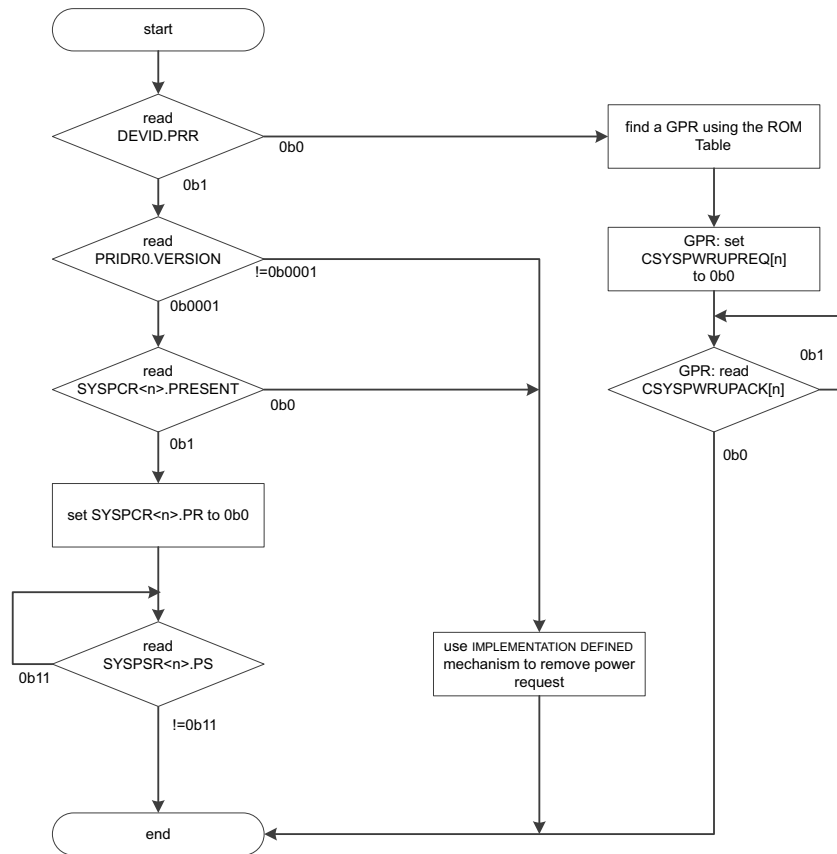 start
read
DEVID.PRR
0b0
0b1
find a GPR using the ROM
Table
read
PRIDR0.VERSION
!=0b0001
0b0001
GPR: set
CSYSPWRUPREQ[n]
to 0b0
read
SYSPCR<n>.PRESENT
0b0
0b1
GPR: read
CSYSPWRUPACK[n]
0b1
0b0
set SYSPCR<n>.PR to 0b0
read
SYSPSR<n>.PS
0b11
!=0b11
use IMPLEMENTATION DEFINED
mechanism to remove power
request
end